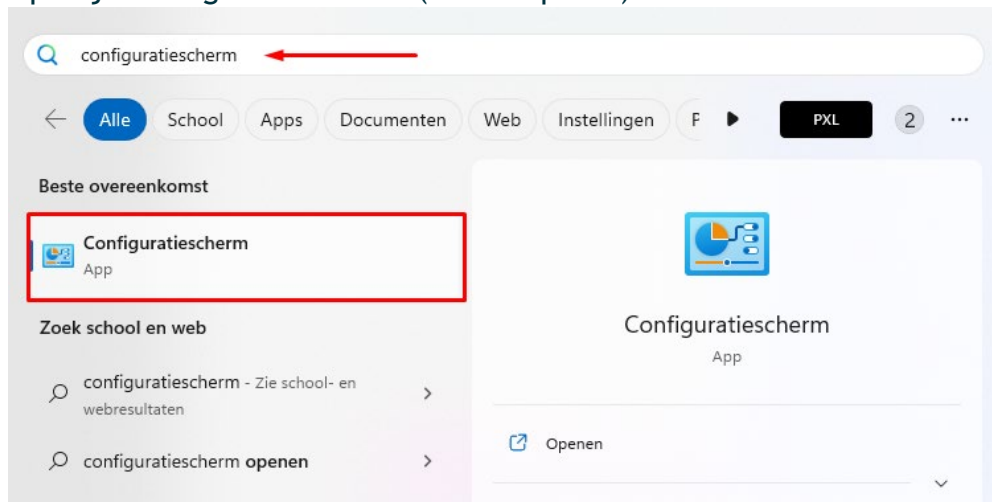 configuratiescherm
Alle School Apps Documenten Web Instellingen PXL 2 ...
Beste overeenkomst
Configuratiescherm
App
Zoek school en web
configuratiescherm - Zie school- en
webresultaten
configuratiescherm openen
Configuratiescherm
App
Openen